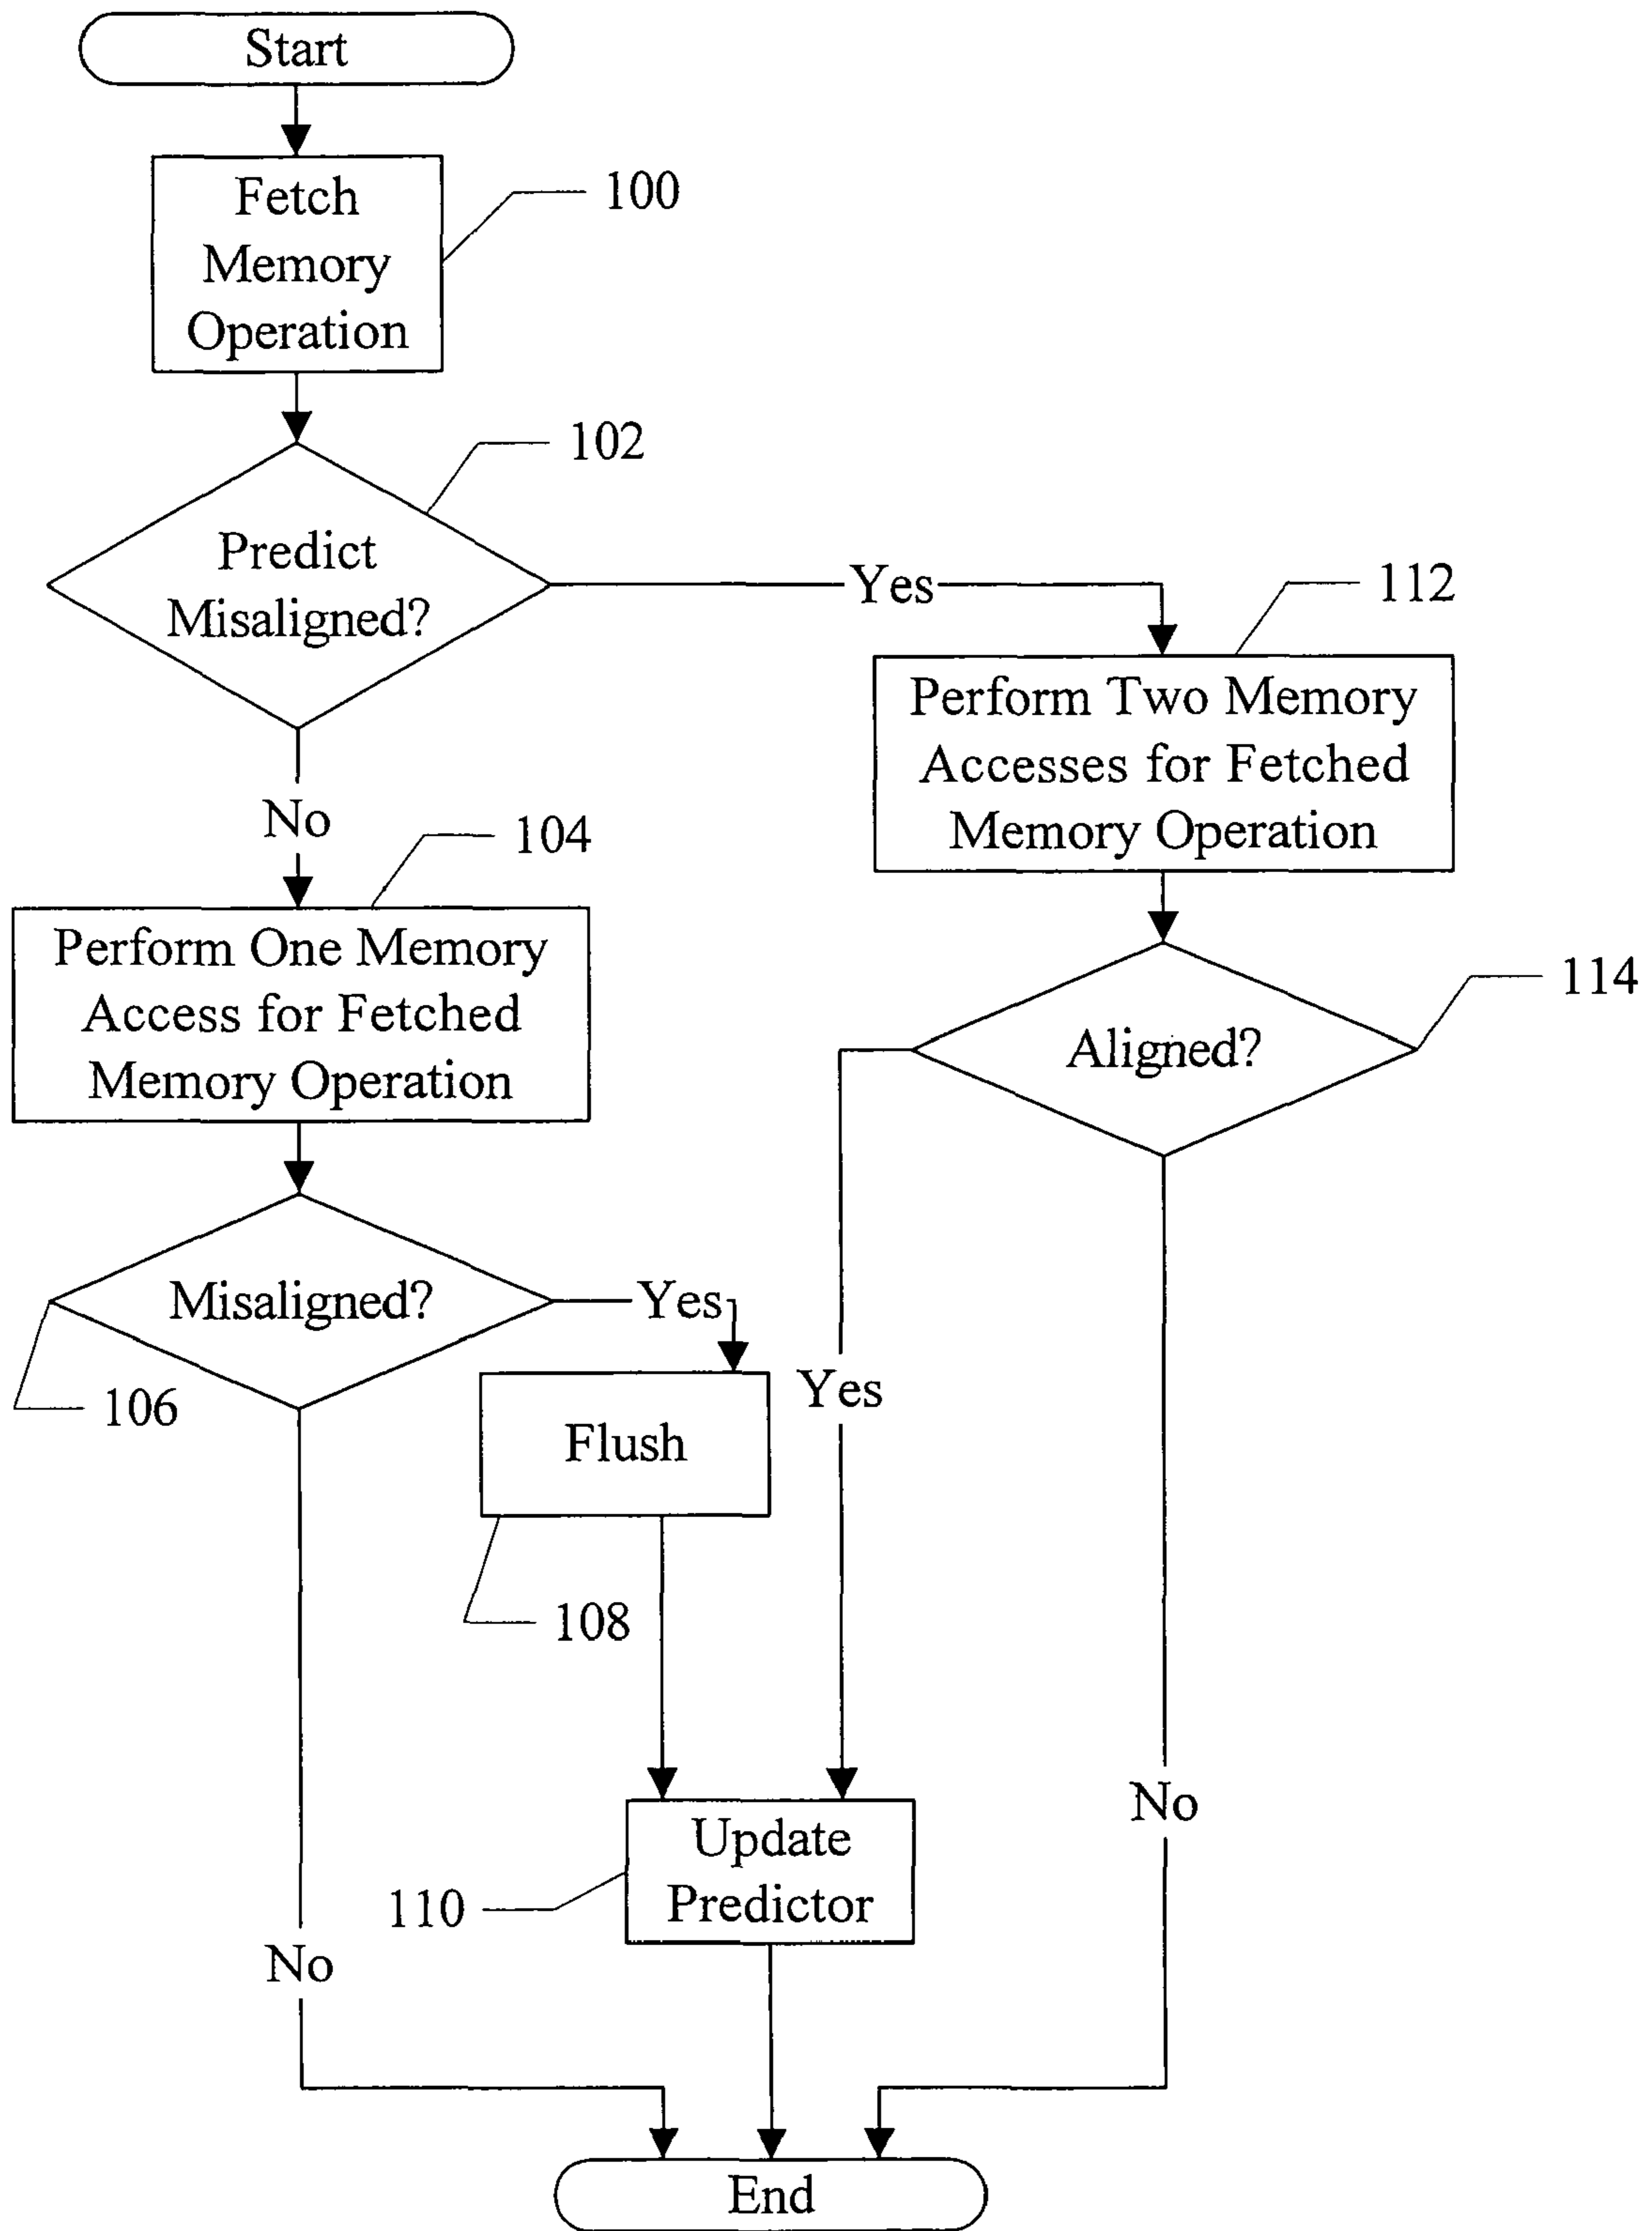 Start
Fetch
Memory
Operation
100
Predict
Misaligned?
102
Yes
No
112
Perform Two Memory
Accesses for Fetched
Memory Operation
104
Perform One Memory
Access for Fetched
Memory Operation
114
Aligned?
Misaligned?
Yes
106
Flush
Yes
108
No
Update
Predictor
110
No
End